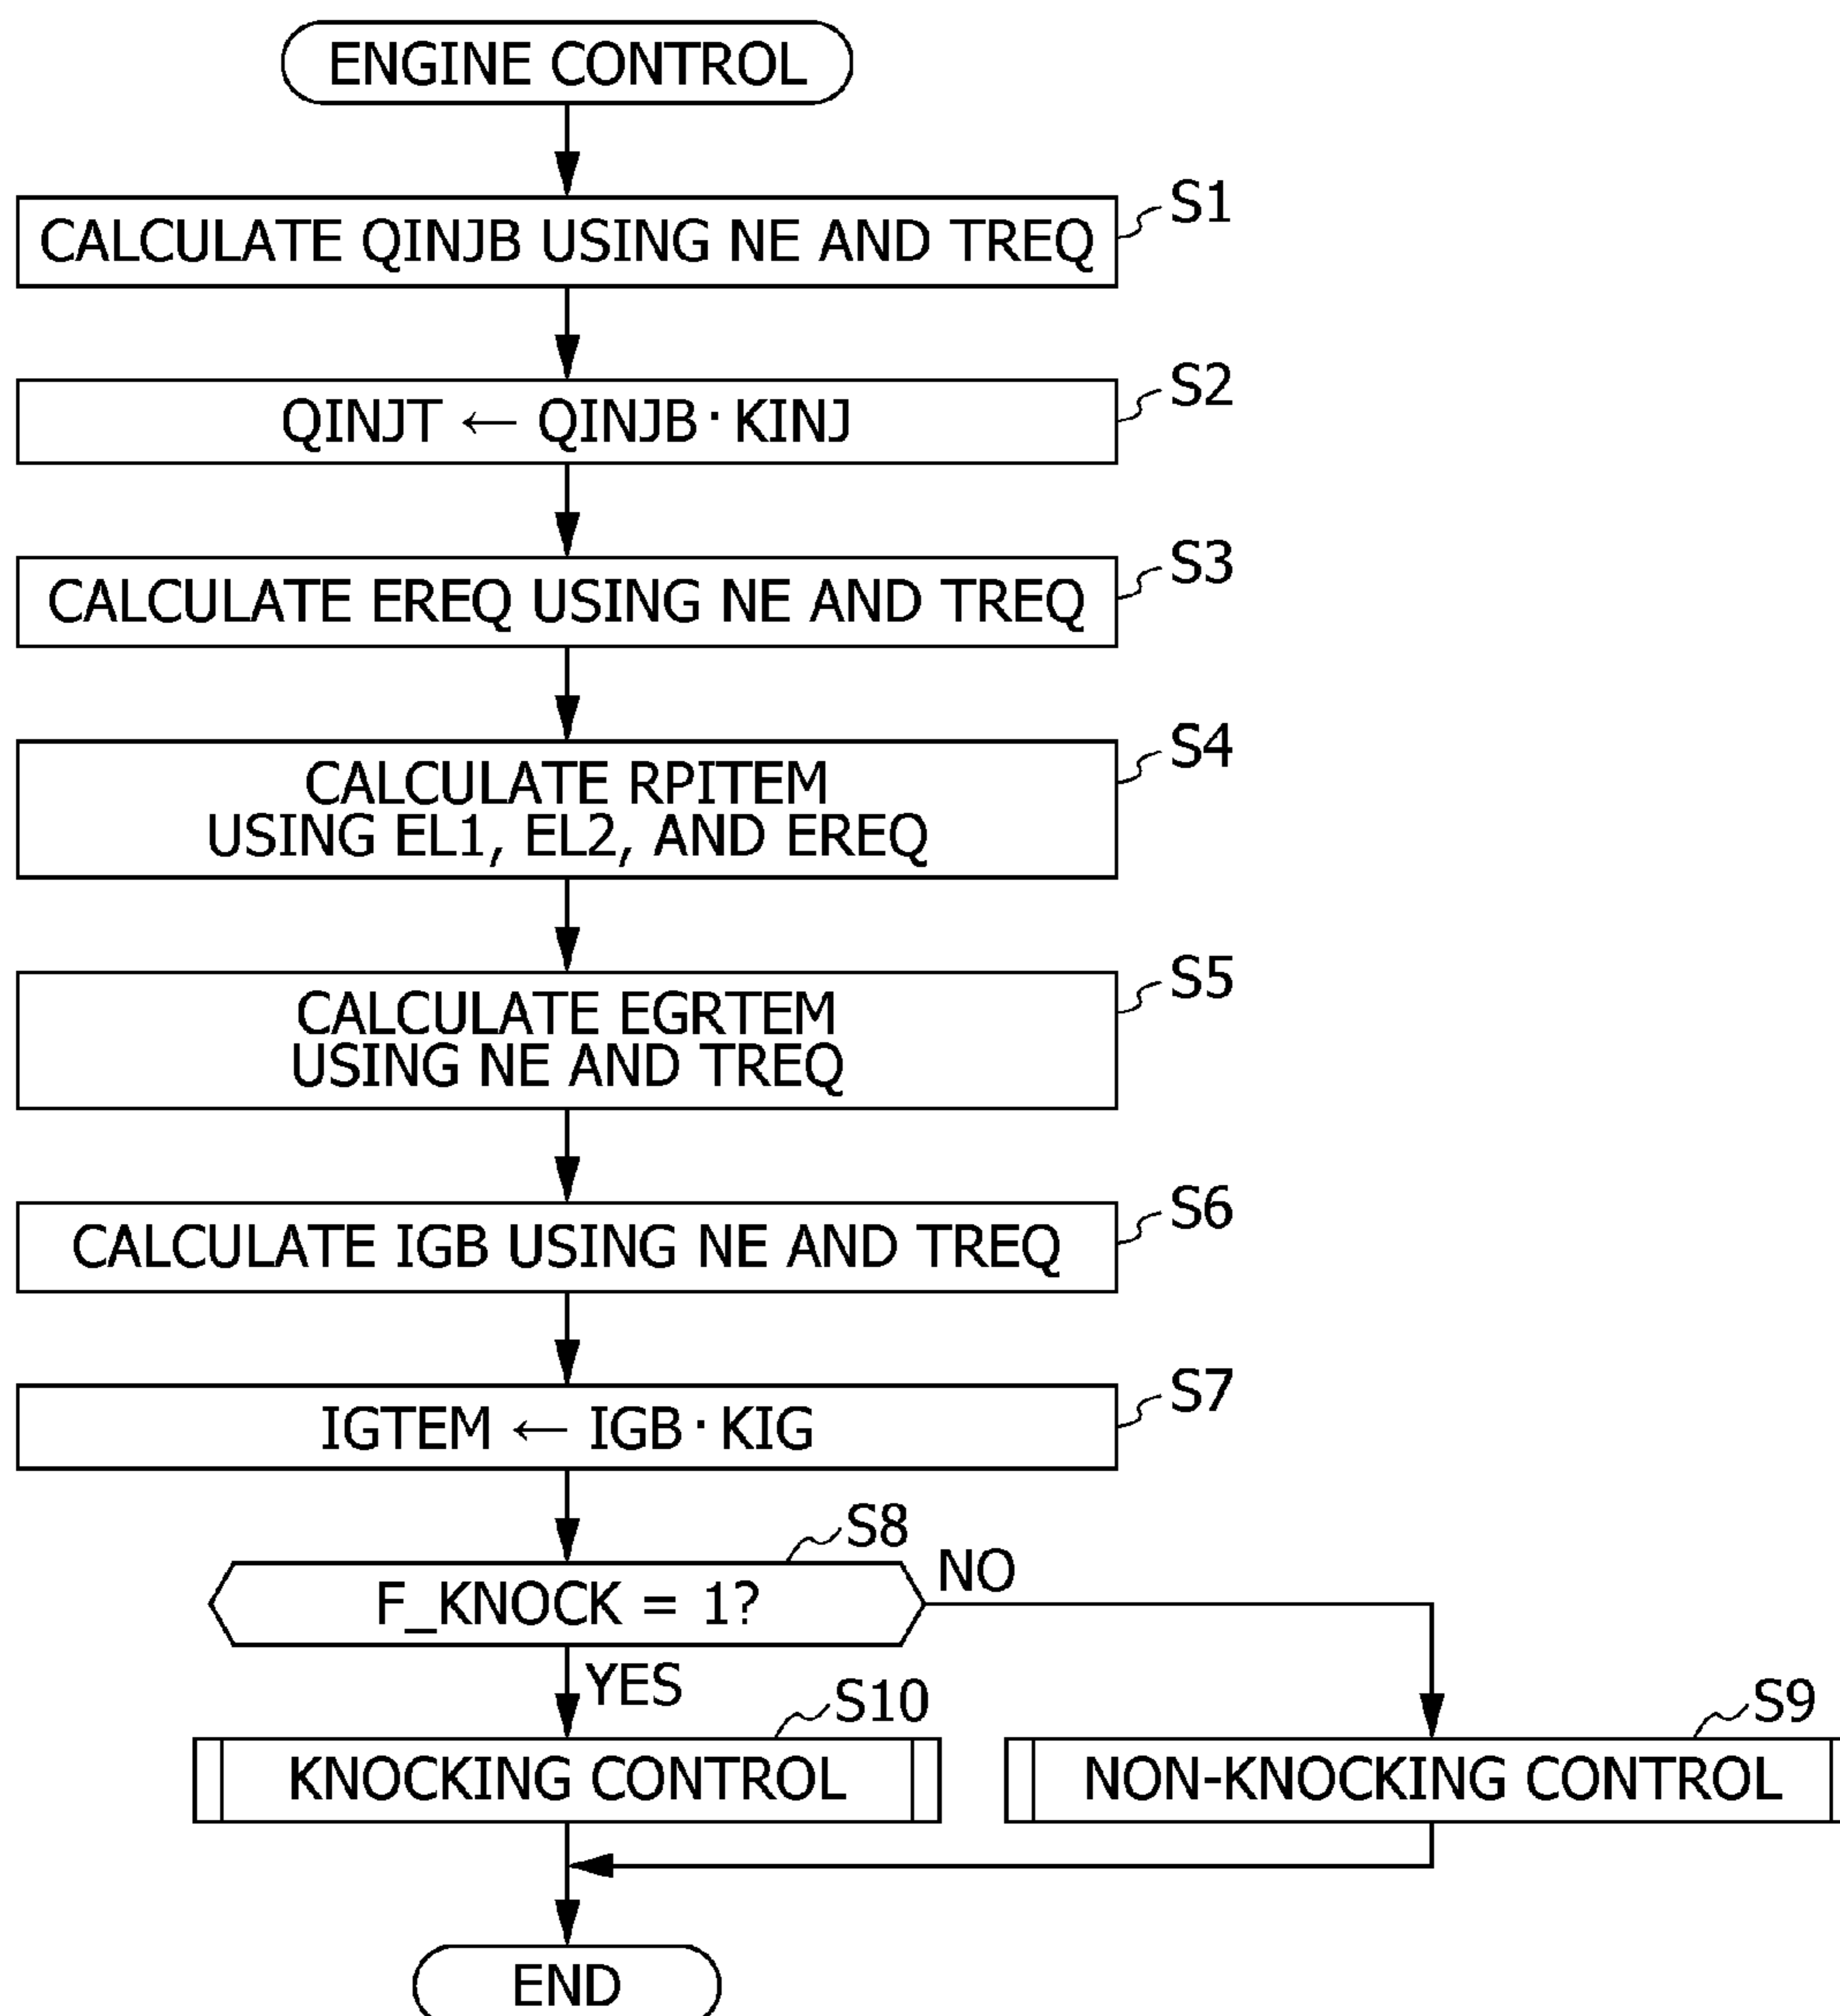 ENGINE CONTROL
CALCULATE QINJB USING NE AND TREQ
S1
QINJT ← QINJB·KINJ
S2
CALCULATE EREQ USING NE AND TREQ
S3
CALCULATE RPITEM
USING EL1, EL2, AND EREQ
S4
CALCULATE EGRTEM
USING NE AND TREQ
S5
CALCULATE IGB USING NE AND TREQ
S6
IGTEM ← IGB·KIG
S7
S8
F_KNOCK = 1?
NO
YES
S10
KNOCKING CONTROL
S9
NON-KNOCKING CONTROL
END